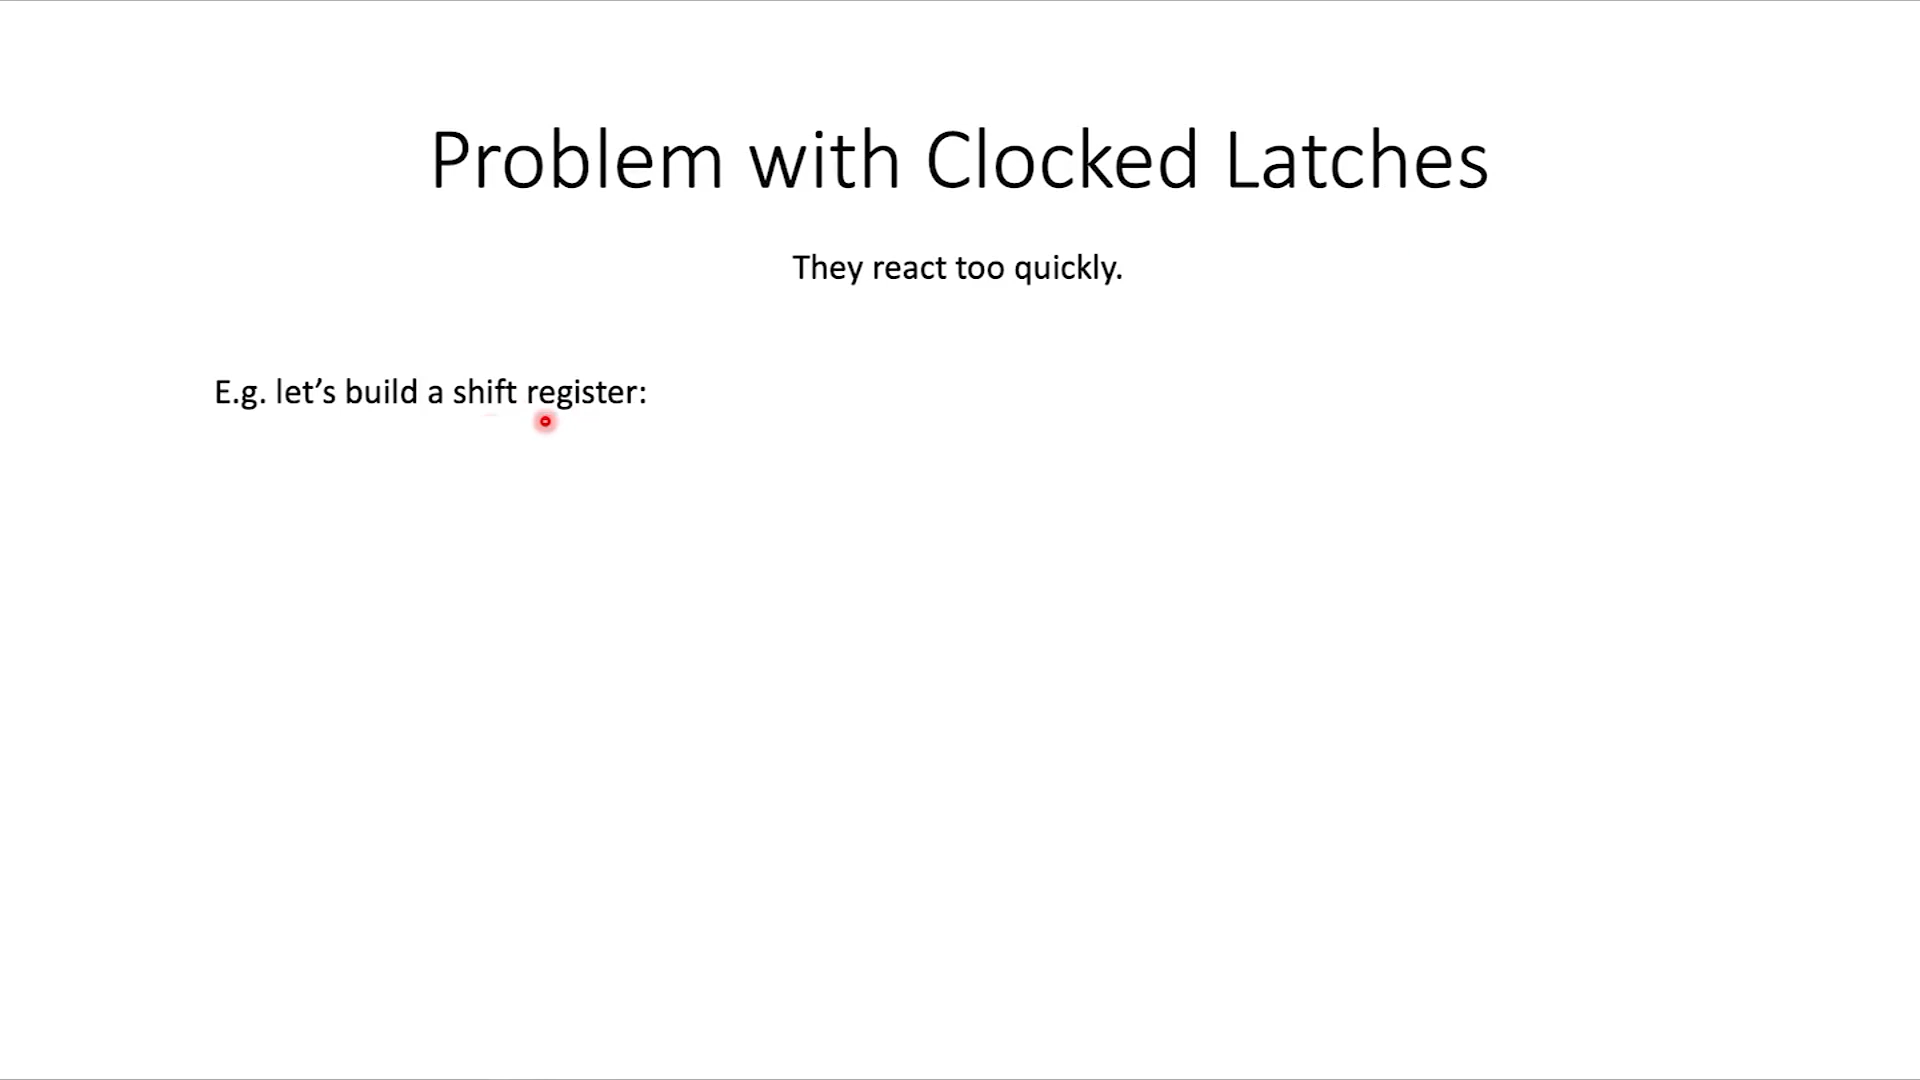 Problem with Clocked Latches
They react too quickly.
E.g. let’s build a shift register: